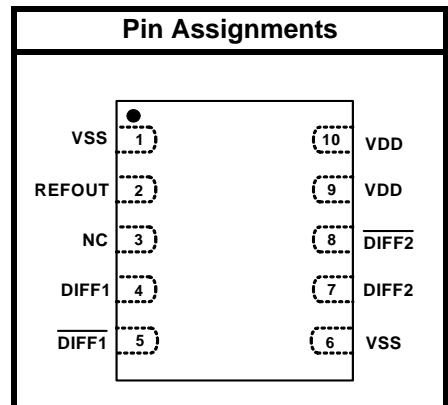 Pin Assignments
VSS 1 10 VDD
REFOUT 2 9 VDD
NC 3 8 DIFF2
DIFF1 4 7 DIFF2
DIFF1 5 6 VSS